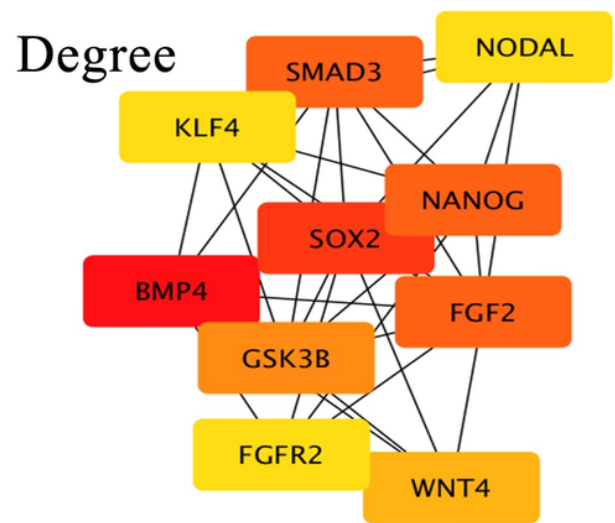 Degree
NODAL
SMAD3
KLF4
NANOG
SOX2
BMP4
FGF2
GSK3B
FGFR2
WNT4